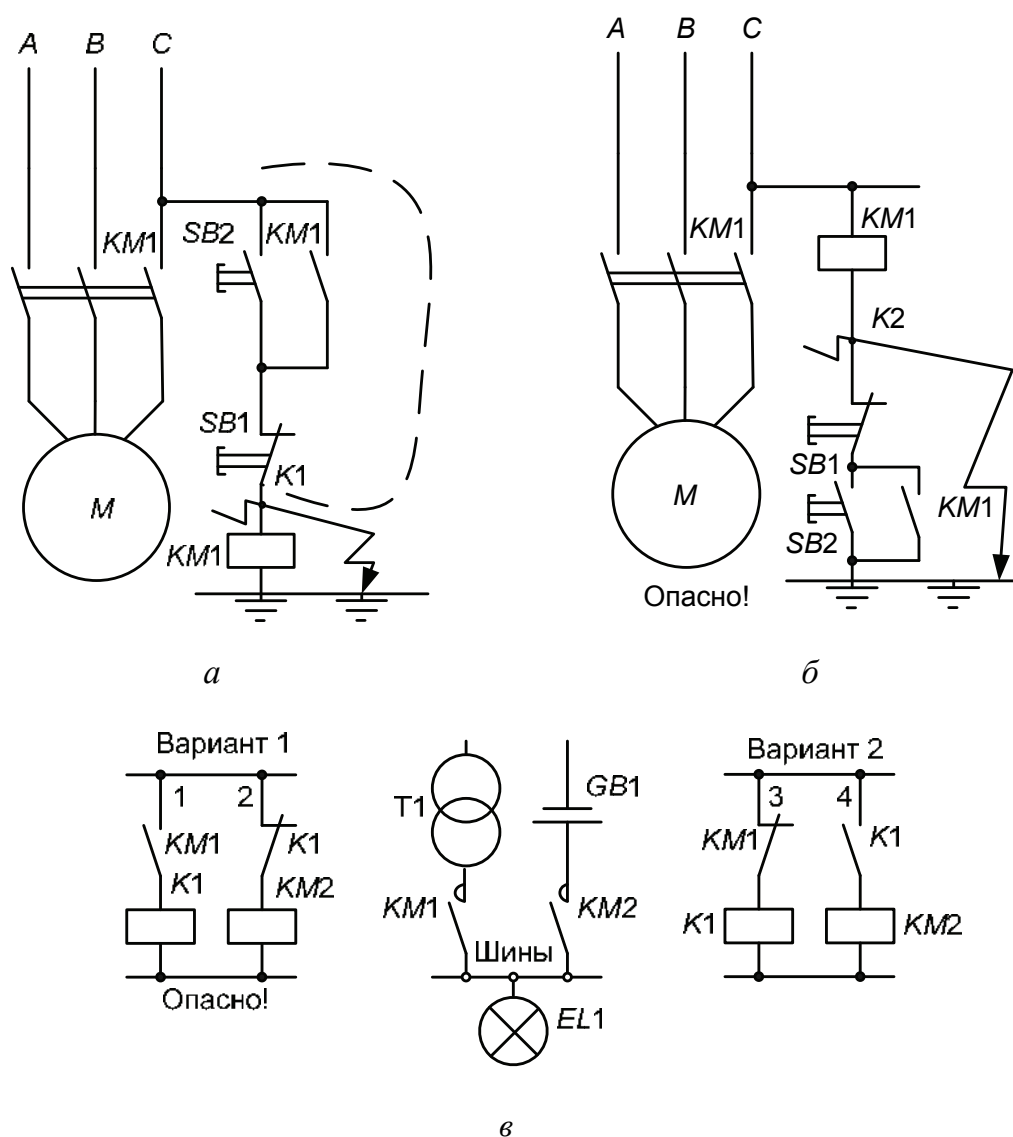 A B C
SB2 KM1
KM1
SB1
K1
M
KM1
а
A B C
KM1
KM1
K2
SB1
M
KM1
SB2
Опасно!
б
Вариант 1
1 2
KM1 K1
K1 KM2
Опасно!
T1 GB1
KM1 KM2
Шины
EL1
Вариант 2
3 4
KM1 K1
K1 KM2
в